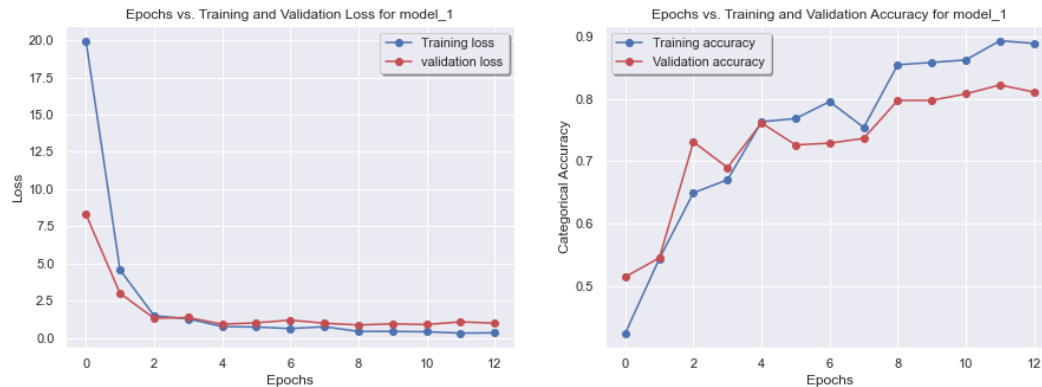 Epochs vs. Training and Validation Loss for model_1
20.0
17.5
15.0
12.5
10.0
7.5
5.0
2.5
0.0
Loss
Training loss
validation loss
0 2 4 6 8 10 12
Epochs
Epochs vs. Training and Validation Accuracy for model_1
0.9
0.8
0.7
0.6
0.5
Categorical Accuracy
Training accuracy
Validation accuracy
0 2 4 6 8 10 12
Epochs